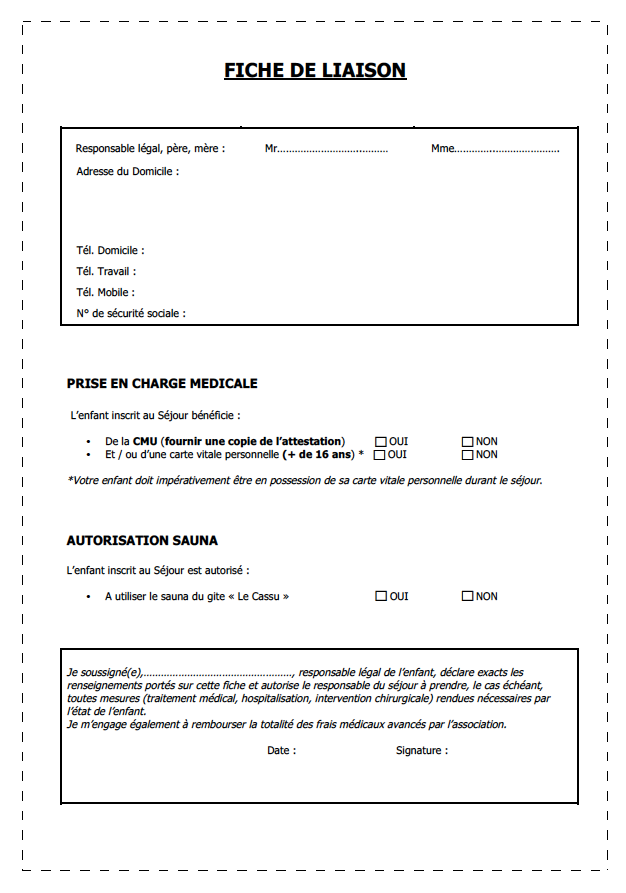 FICHE DE LIAISON
Responsable légal, père, mère : Mr………………………..……… Mme…………..………………….
Adresse du Domicile :
Tél. Domicile :
Tél. Travail :
Tél. Mobile :
N° de sécurité sociale :
PRISE EN CHARGE MEDICALE
L’enfant inscrit au Séjour bénéficie :
• De la CMU (fournir une copie de l’attestation) ☐ OUI ☐ NON
• Et / ou d’une carte vitale personnelle (+ de 16 ans) * ☐ OUI ☐ NON
*Votre enfant doit impérativement être en possession de sa carte vitale personnelle durant le séjour.
AUTORISATION SAUNA
L’enfant inscrit au Séjour est autorisé :
• A utiliser le sauna du gite « Le Cassu » ☐ OUI ☐ NON
Je soussigné(e),……………………………………………, responsable légal de l’enfant, déclare exacts les
renseignements portés sur cette fiche et autorise le responsable du séjour à prendre, le cas échéant,
toutes mesures (traitement médical, hospitalisation, intervention chirurgicale) rendues nécessaires par
l’état de l’enfant.
Je m’engage également à rembourser la totalité des frais médicaux avancés par l’association.
Date : Signature :